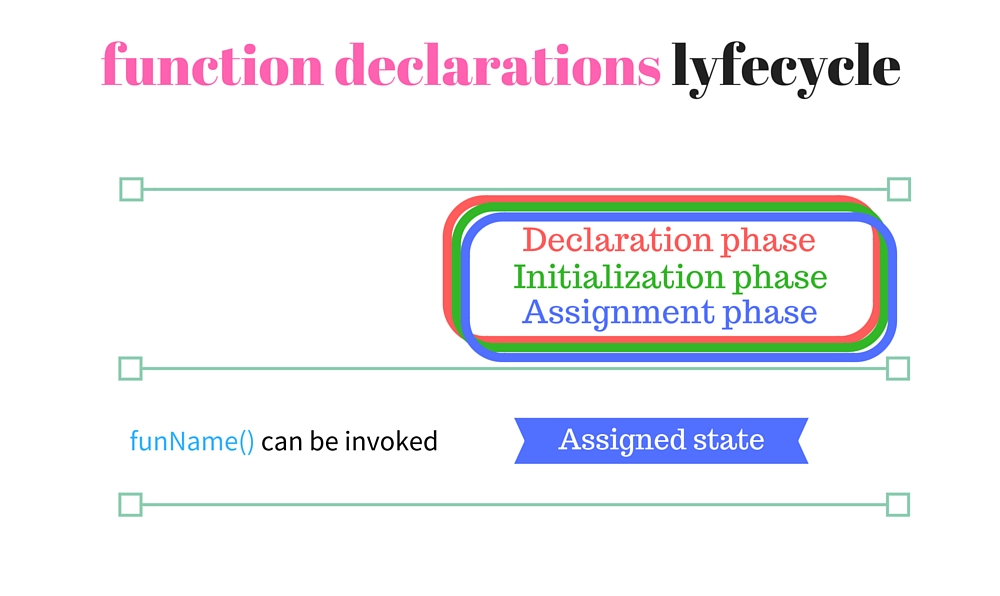 function declarations lyfecycle
Declaration phase
Initialization phase
Assignment phase
funName() can be invoked
Assigned state